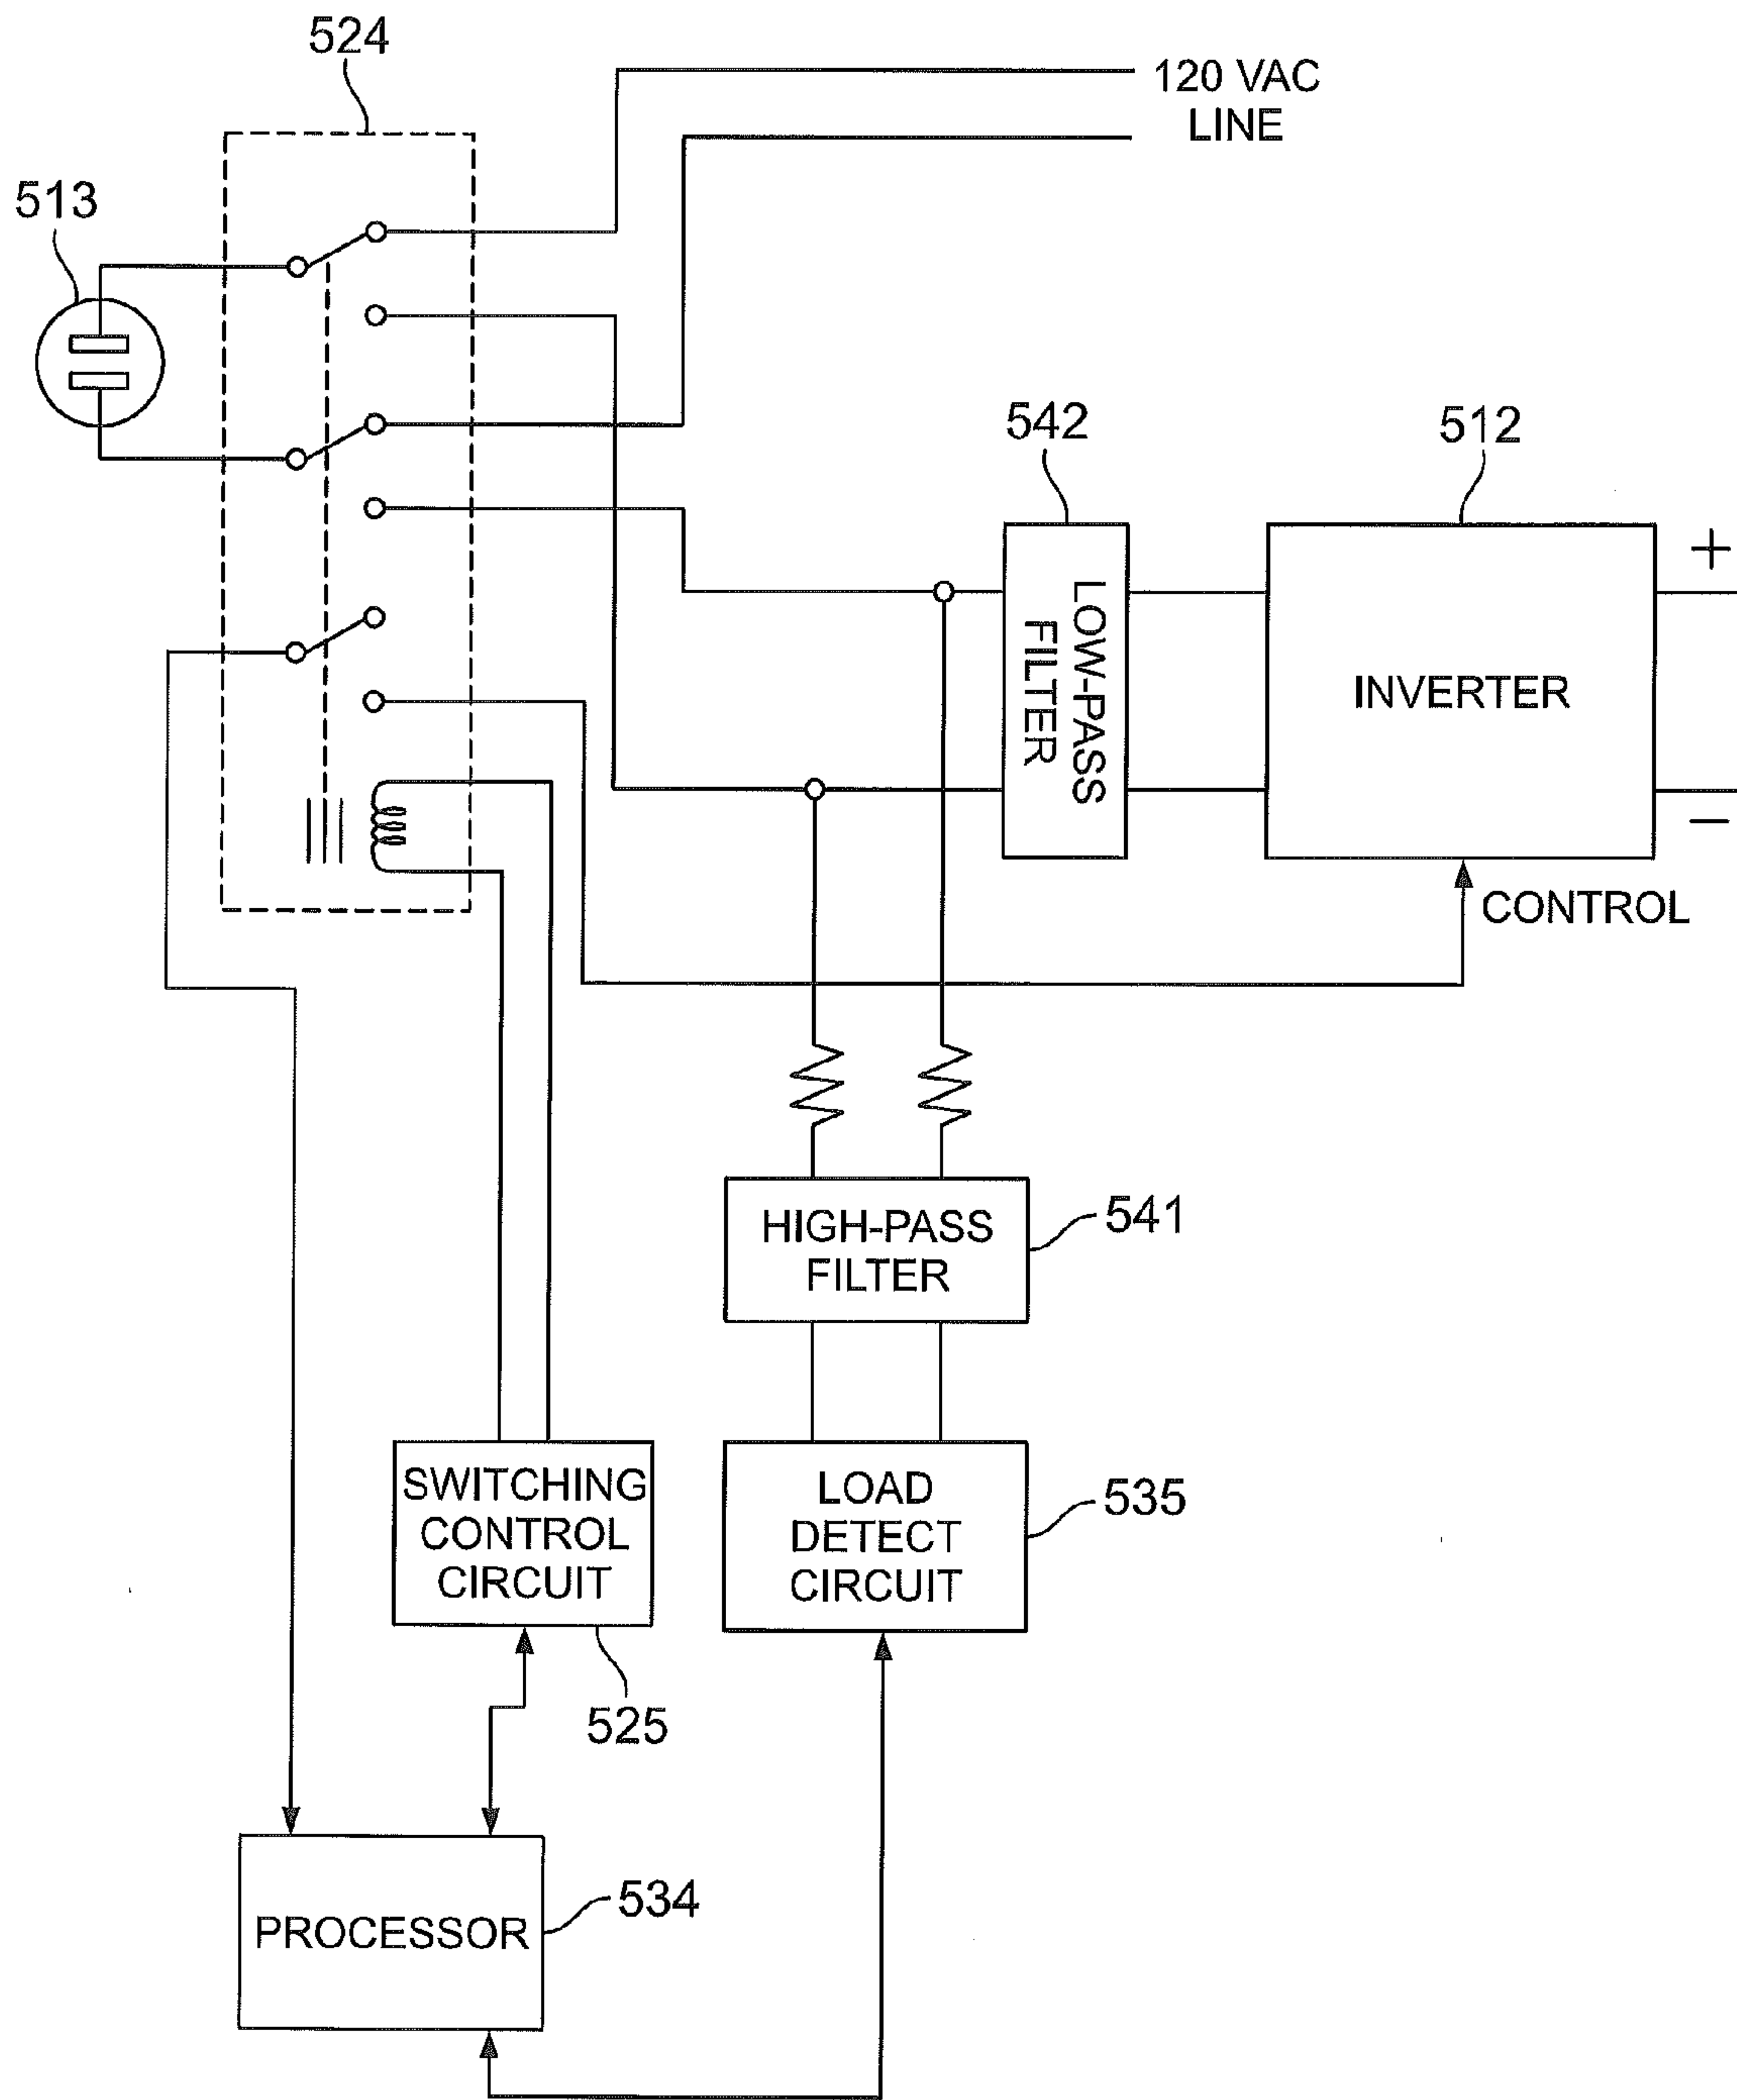 524
120 VAC
LINE
513
542
512
LOW-PASS
FILTER
INVERTER
+
−
CONTROL
HIGH-PASS
FILTER
541
SWITCHING
CONTROL
CIRCUIT
LOAD
DETECT
CIRCUIT
535
525
PROCESSOR
534